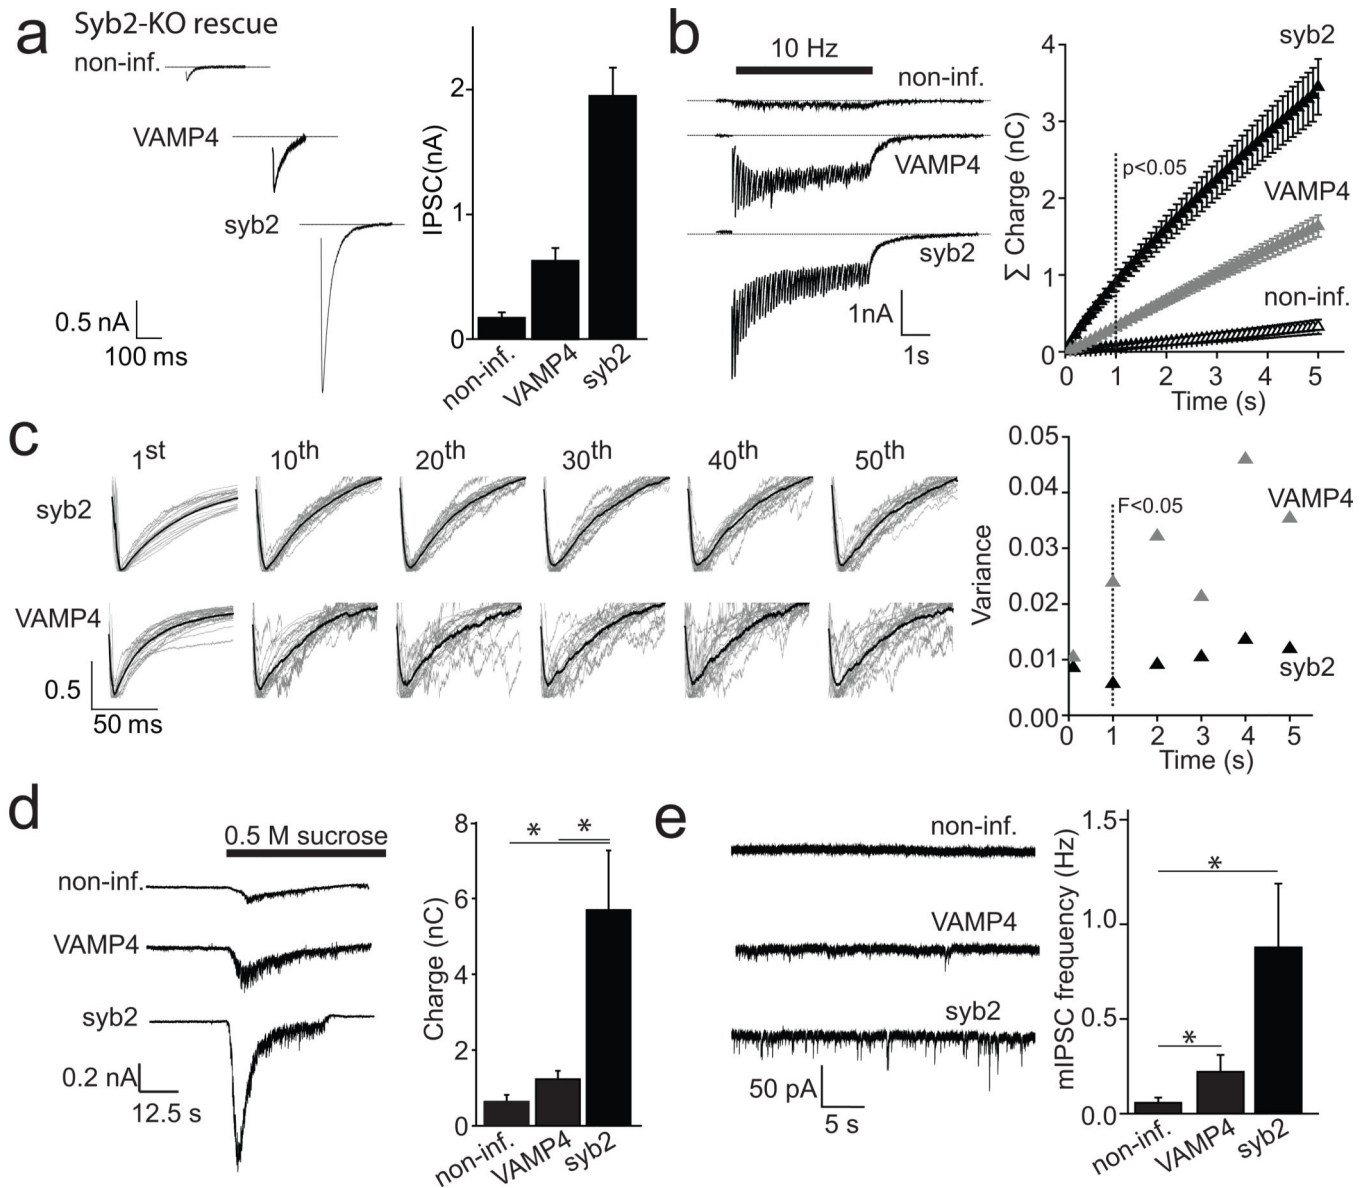 a
Syb2-KO rescue
non-inf.
VAMP4
syb2
0.5 nA
100 ms
IPSC(nA)
2
1
0
non-inf.
VAMP4
syb2
b
10 Hz
non-inf.
VAMP4
syb2
1nA
1s
∑ Charge (nC)
4
3
2
1
0
p<0.05
syb2
VAMP4
non-inf.
0 1 2 3 4 5
Time (s)
c
1st 10th 20th 30th 40th 50th
syb2
VAMP4
0.5
50 ms
Variance
0.05
0.04
0.03
0.02
0.01
0.00
F<0.05
VAMP4
syb2
0 1 2 3 4 5
Time (s)
d
0.5 M sucrose
non-inf.
VAMP4
syb2
0.2 nA
12.5 s
Charge (nC)
8
6
4
2
0
* *
non-inf.
VAMP4
syb2
e
non-inf.
VAMP4
syb2
50 pA
5 s
mIPSC frequency (Hz)
1.5
1.0
0.5
0.0
*
*
non-inf.
VAMP4
syb2